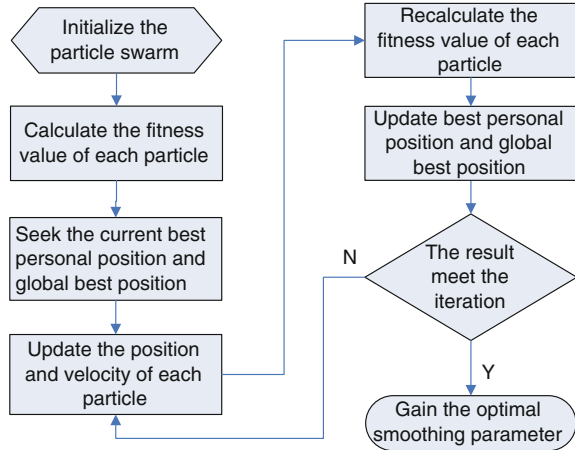 Initialize the
particle swarm
Calculate the fitness
value of each particle
Seek the current best
personal position and
global best position
Update the position
and velocity of each
particle
Recalculate the
fitness value of each
particle
Update best personal
position and global
best position
The result
meet the
iteration
N
Y
Gain the optimal
smoothing parameter